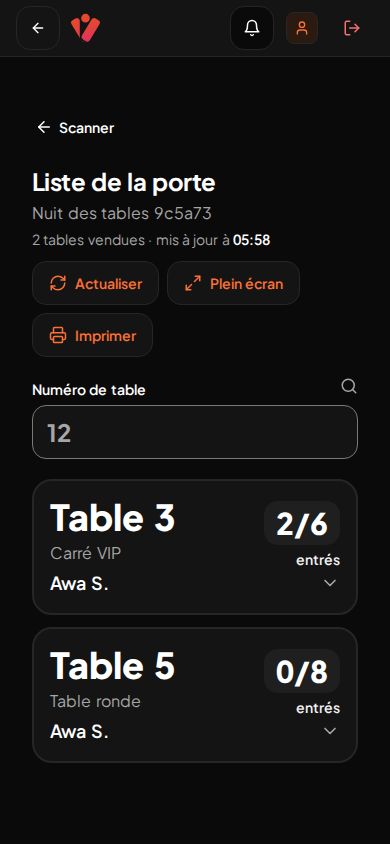 Scanner
Liste de la porte
Nuit des tables 9c5a73
2 tables vendues · mis à jour à 05:58
Actualiser
Plein écran
Imprimer
Numéro de table
12
Table 3
2/6
Carré VIP
entrés
Awa S.
Table 5
0/8
Table ronde
entrés
Awa S.